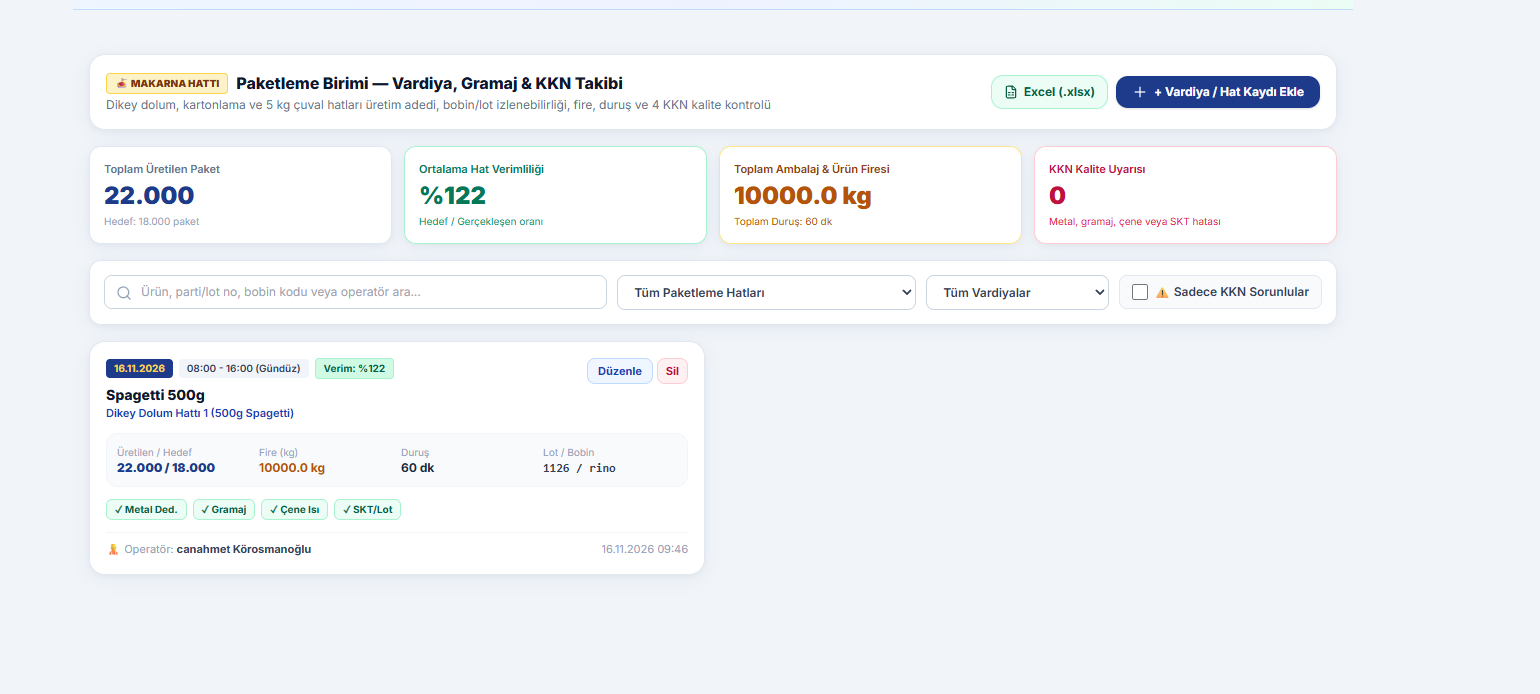 MAKARNA HATTI Paketleme Birimi — Vardiya, Gramaj & KKN Takibi
Dikey dolum, kartonlama ve 5 kg çuval hatları üretim adedi, bobin/lot izlenebilirliği, fire, duruş ve 4 KKN kalite kontrolü
Excel (.xlsx)
+ Vardiya / Hat Kaydı Ekle
Toplam Üretilen Paket
22.000
Hedef: 18.000 paket
Ortalama Hat Verimliliği
%122
Hedef / Gerçekleşen oranı
Toplam Ambalaj & Ürün Firesi
10000.0 kg
Toplam Duruş: 60 dk
KKN Kalite Uyarısı
0
Metal, gramaj, çene veya SKT hatası
Ürün, parti/lot no, bobin kodu veya operatör ara...
Tüm Paketleme Hatları
Tüm Vardiyalar
Sadece KKN Sorunlular
16.11.2026 08:00 - 16:00 (Gündüz) Verim: %122
Düzenle Sil
Spagetti 500g
Dikey Dolum Hattı 1 (500g Spagetti)
Üretilen / Hedef Fire (kg) Duruş Lot / Bobin
22.000 / 18.000 10000.0 kg 60 dk 1126 / rino
✓ Metal Ded. ✓ Gramaj ✓ Çene Isı ✓ SKT/Lot
Operatör: canahmet Körosmanoğlu 16.11.2026 09:46